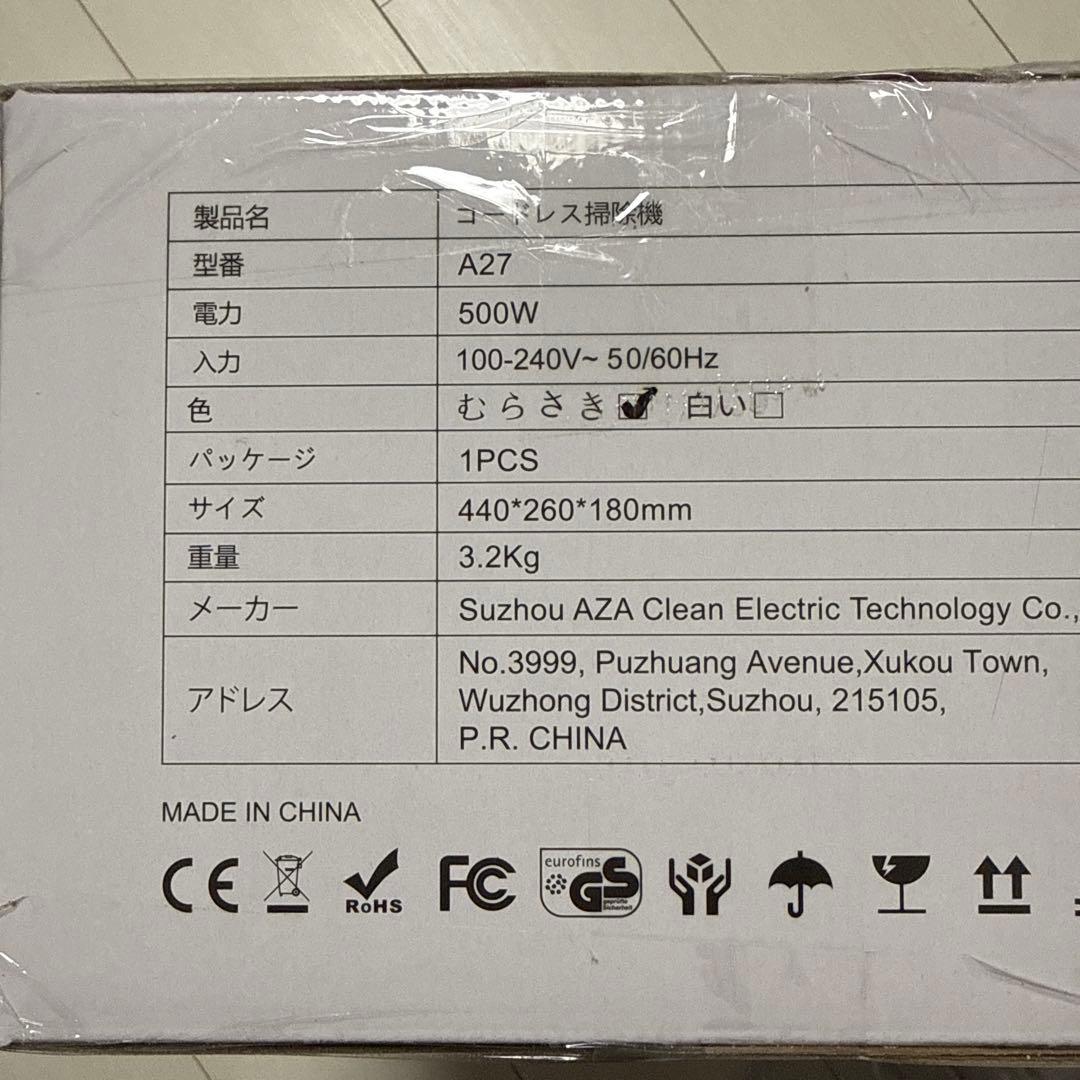 製品名 コードレス掃除機
型番 A27
電力 500W
入力 100-240V~ 50/60Hz
色 むらさき 白い
パッケージ 1PCS
サイズ 440*260*180mm
重量 3.2Kg
メーカー Suzhou AZA Clean Electric Technology Co.,
アドレス
No.3999, Puzhuang Avenue,Xukou Town,
Wuzhong District,Suzhou, 215105,
P.R. CHINA
MADE IN CHINA
CE
RoHS
FC
eurofins
GS
geprüfte
Sicherheit